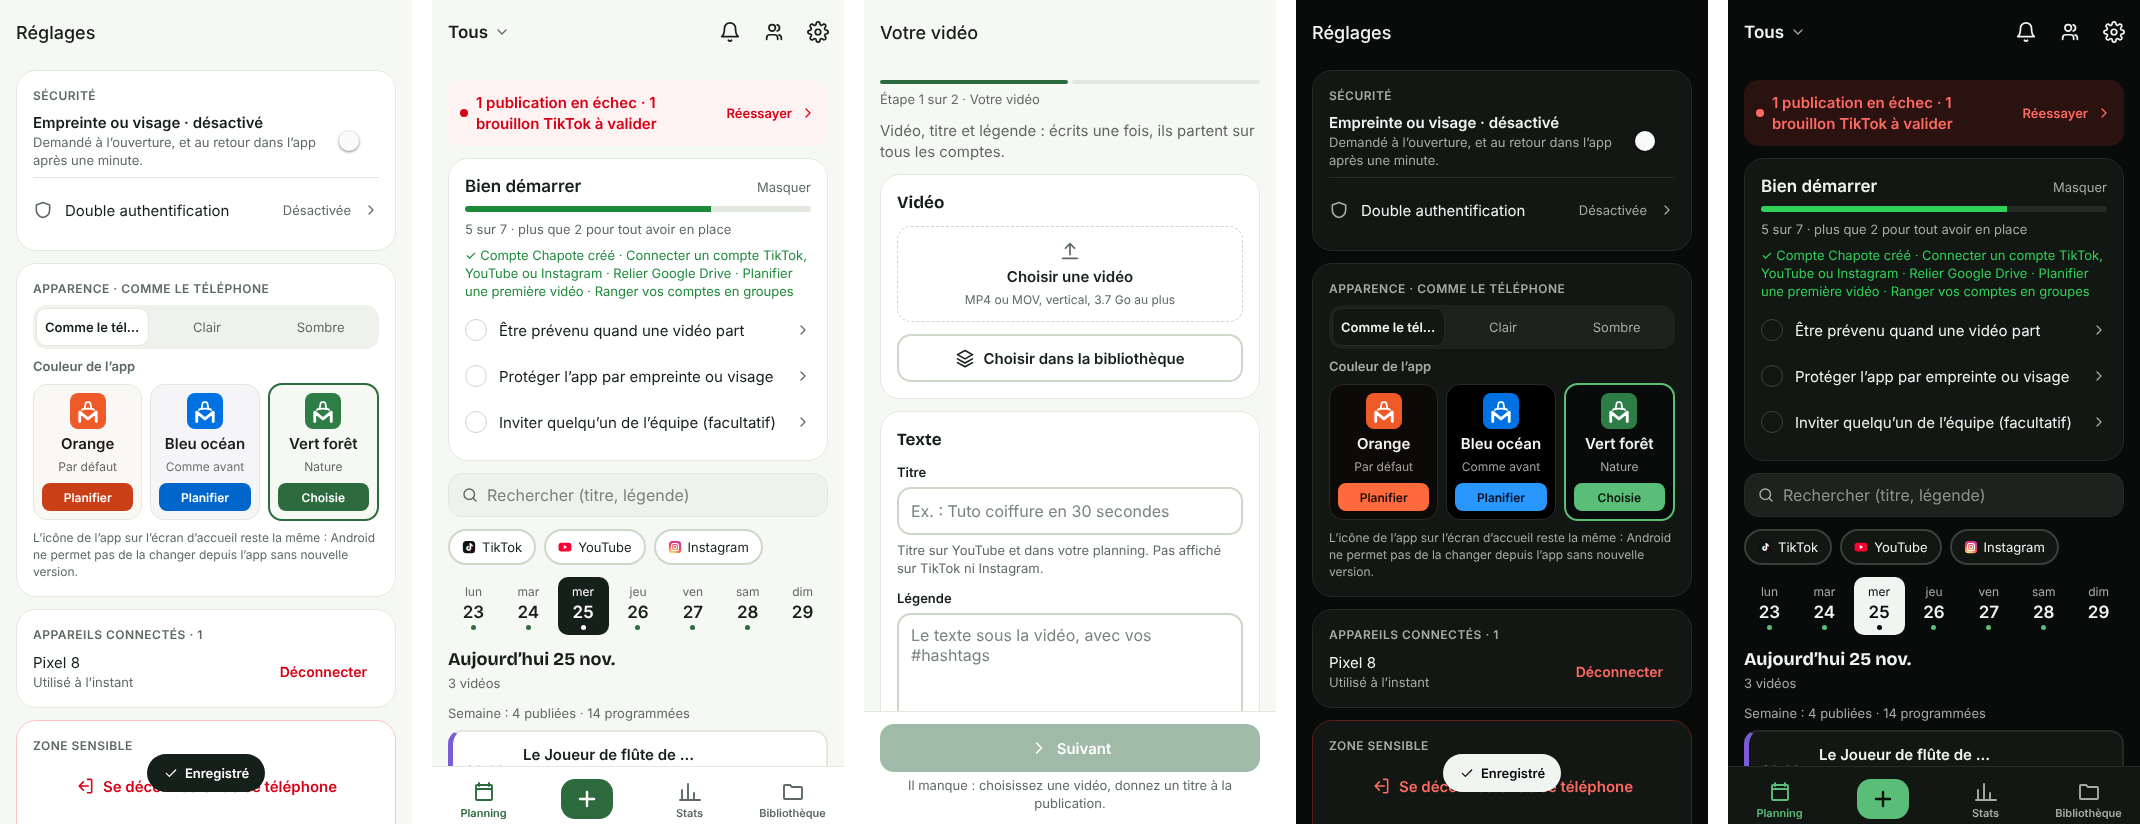 Réglages
SÉCURITÉ
Empreinte ou visage · désactivé
Demandé à l’ouverture, et au retour dans l’app
après une minute.
Double authentification
Désactivée
APPARENCE · COMME LE TÉLÉPHONE
Comme le tél...
Clair
Sombre
Couleur de l’app
Orange
Par défaut
Planifier
Bleu océan
Comme avant
Planifier
Vert forêt
Nature
Choisie
L’icône de l’app sur l’écran d’accueil reste la même : Android
ne permet pas de la changer depuis l’app sans nouvelle
version.
APPAREILS CONNECTÉS · 1
Pixel 8
Utilisé à l’instant
Déconnecter
ZONE SENSIBLE
Enregistré
téléphone
Tous
1 publication en échec · 1
brouillon TikTok à valider
Réessayer
Bien démarrer
Masquer
5 sur 7 · plus que 2 pour tout avoir en place
✓ Compte Chapote créé · Connecter un compte TikTok,
YouTube ou Instagram · Relier Google Drive · Planifier
une première vidéo · Ranger vos comptes en groupes
Être prévenu quand une vidéo part
Protéger l’app par empreinte ou visage
Inviter quelqu’un de l’équipe (facultatif)
Rechercher (titre, légende)
TikTok
YouTube
Instagram
lun mar mer jeu ven sam dim
23 24 25 26 27 28 29
Aujourd’hui 25 nov.
3 vidéos
Semaine : 4 publiées · 14 programmées
Le Joueur de flûte de ...
Planning
Stats
Bibliothèque
Votre vidéo
Étape 1 sur 2 · Votre vidéo
Vidéo, titre et légende : écrits une fois, ils partent sur
tous les comptes.
Vidéo
Choisir une vidéo
MP4 ou MOV, vertical, 3.7 Go au plus
Choisir dans la bibliothèque
Texte
Titre
Ex. : Tuto coiffure en 30 secondes
Titre sur YouTube et dans votre planning. Pas affiché
sur TikTok ni Instagram.
Légende
Le texte sous la vidéo, avec vos
#hashtags
Suivant
Il manque : choisissez une vidéo, donnez un titre à la
publication.
Réglages
SÉCURITÉ
Empreinte ou visage · désactivé
Demandé à l’ouverture, et au retour dans l’app
après une minute.
Double authentification
Désactivée
APPARENCE · COMME LE TÉLÉPHONE
Comme le tél...
Clair
Sombre
Couleur de l’app
Orange
Par défaut
Planifier
Bleu océan
Comme avant
Planifier
Vert forêt
Nature
Choisie
L’icône de l’app sur l’écran d’accueil reste la même : Android
ne permet pas de la changer depuis l’app sans nouvelle
version.
APPAREILS CONNECTÉS · 1
Pixel 8
Utilisé à l’instant
Déconnecter
ZONE SENSIBLE
Enregistré
téléphone
Tous
1 publication en échec · 1
brouillon TikTok à valider
Réessayer
Bien démarrer
Masquer
5 sur 7 · plus que 2 pour tout avoir en place
✓ Compte Chapote créé · Connecter un compte TikTok,
YouTube ou Instagram · Relier Google Drive · Planifier
une première vidéo · Ranger vos comptes en groupes
Être prévenu quand une vidéo part
Protéger l’app par empreinte ou visage
Inviter quelqu’un de l’équipe (facultatif)
Rechercher (titre, légende)
TikTok
YouTube
Instagram
lun mar mer jeu ven sam dim
23 24 25 26 27 28 29
Aujourd’hui 25 nov.
3 vidéos
Semaine : 4 publiées · 14 programmées
Le Joueur de flûte de ...
Planning
Stats
Bibliothèque